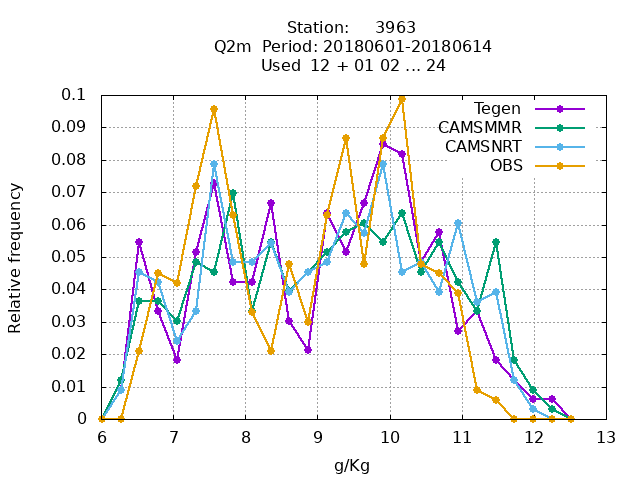 Station: 3963
Q2m Period: 20180601-20180614
Used 12 + 01 02 ... 24
Tegen
CAMSMMR
CAMSNRT
OBS
Relative frequency
0.1
0.09
0.08
0.07
0.06
0.05
0.04
0.03
0.02
0.01
0
6 7 8 9 10 11 12 13
g/Kg